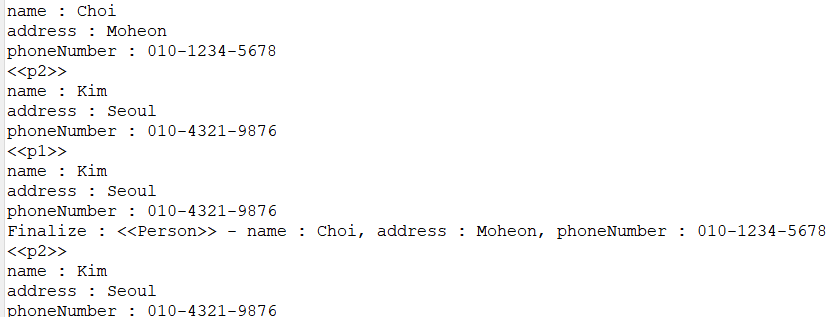 name : Choi
address : Moheon
phoneNumber : 010-1234-5678
<<p2>>
name : Kim
address : Seoul
phoneNumber : 010-4321-9876
<<p1>>
name : Kim
address : Seoul
phoneNumber : 010-4321-9876
Finalize : <<Person>> - name : Choi, address : Moheon, phoneNumber : 010-1234-5678
<<p2>>
name : Kim
address : Seoul
phoneNumber : 010-4321-9876